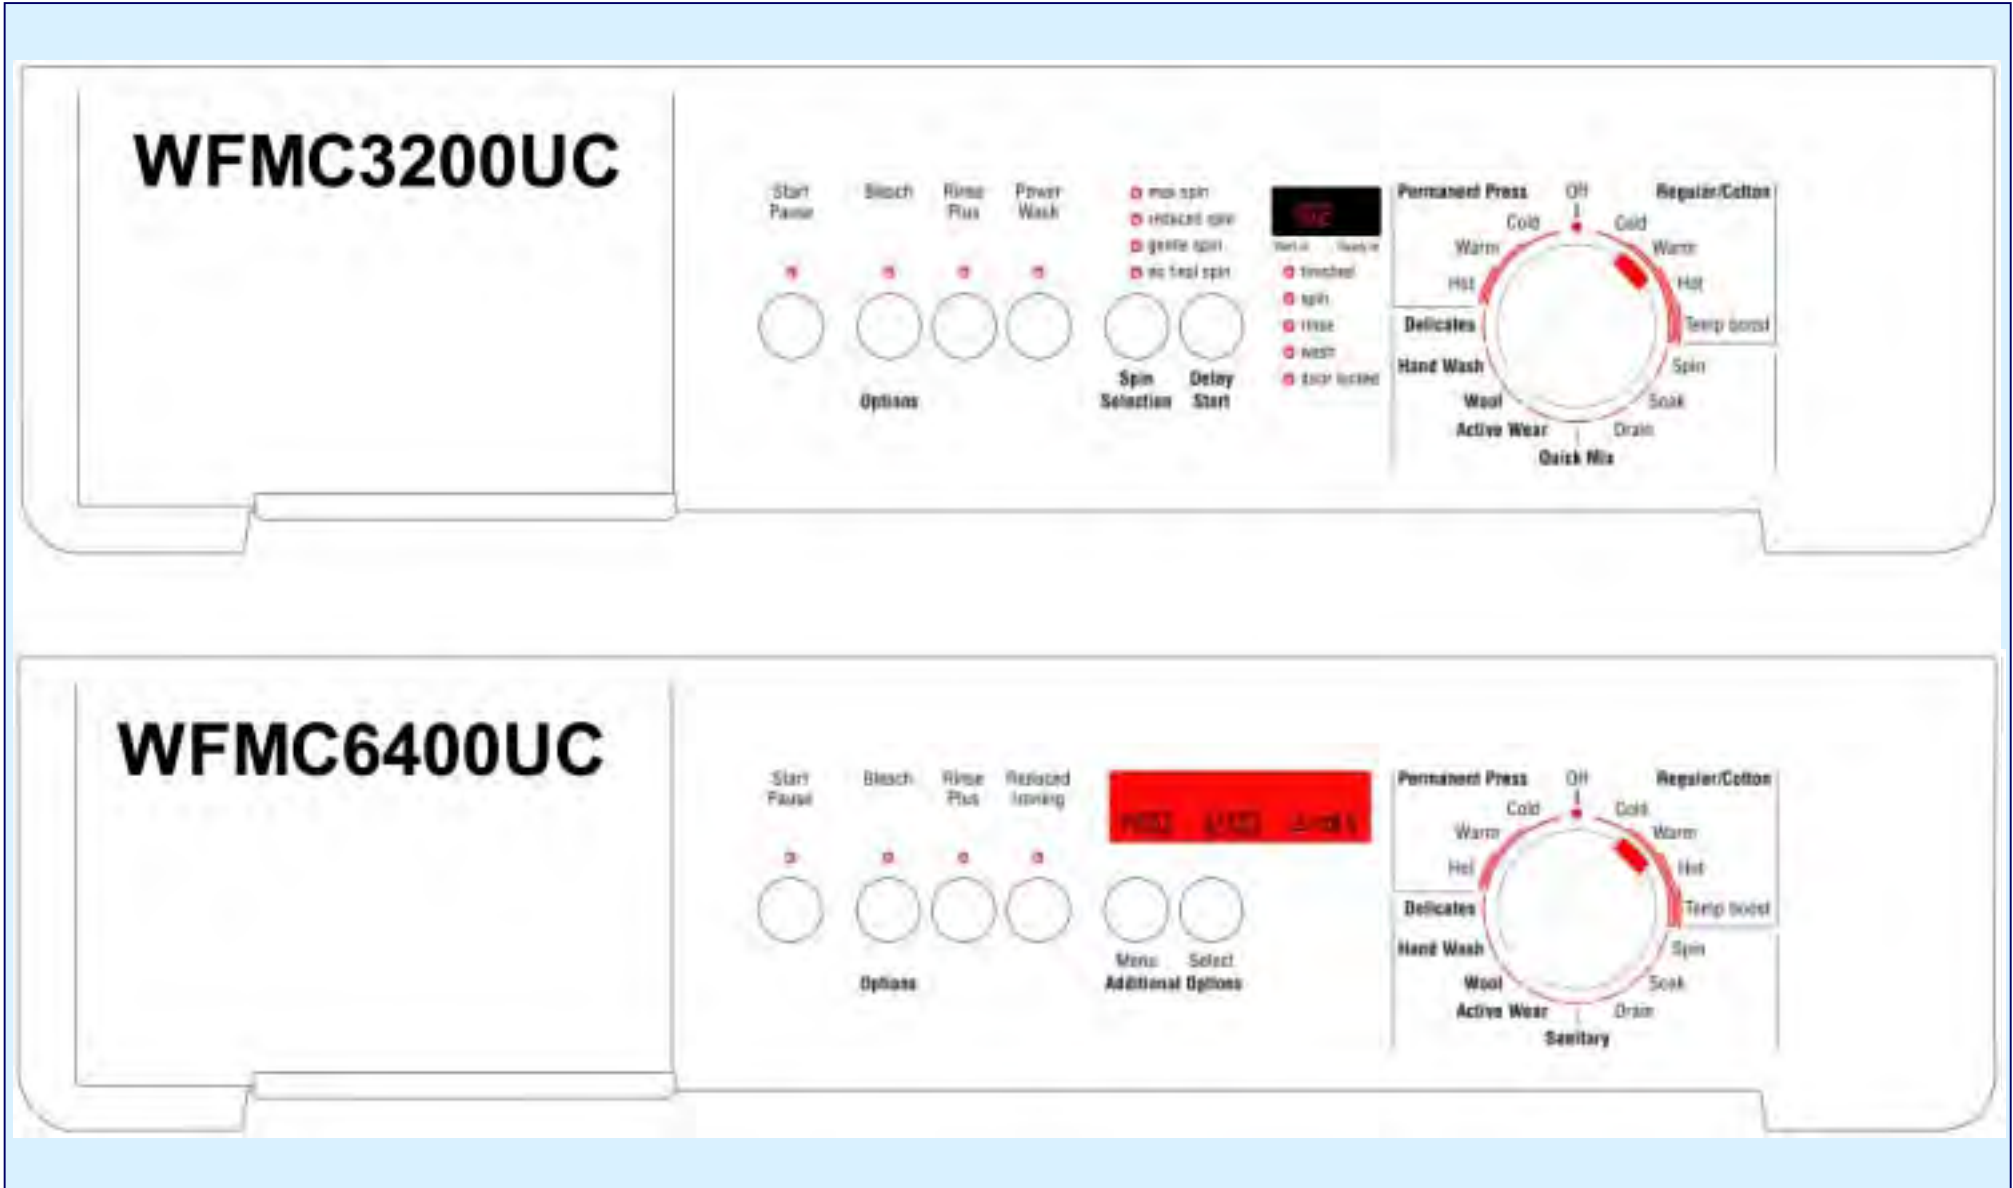 WFMC3200UC
Start
Pause
Bleach
Rinse
Plus
Power
Wash
Options
max spin
reduced spin
gentle spin
no final spin
Spin
Selection
Delay
Start
finished
spin
rinse
wash
door locked
Permanent Press
Off
Regular/Cotton
Cold
Warm
Hot
Cold
Warm
Hot
Temp boost
Delicates
Hand Wash
Wool
Active Wear
Quick Mix
Spin
Soak
Drain
WFMC6400UC
Start
Pause
Bleach
Rinse
Plus
Reduced
Ironing
Options
Menu
Select
Additional Options
Permanent Press
Off
Regular/Cotton
Cold
Warm
Hot
Cold
Warm
Hot
Temp boost
Delicates
Hand Wash
Wool
Active Wear
Sanitary
Spin
Soak
Drain